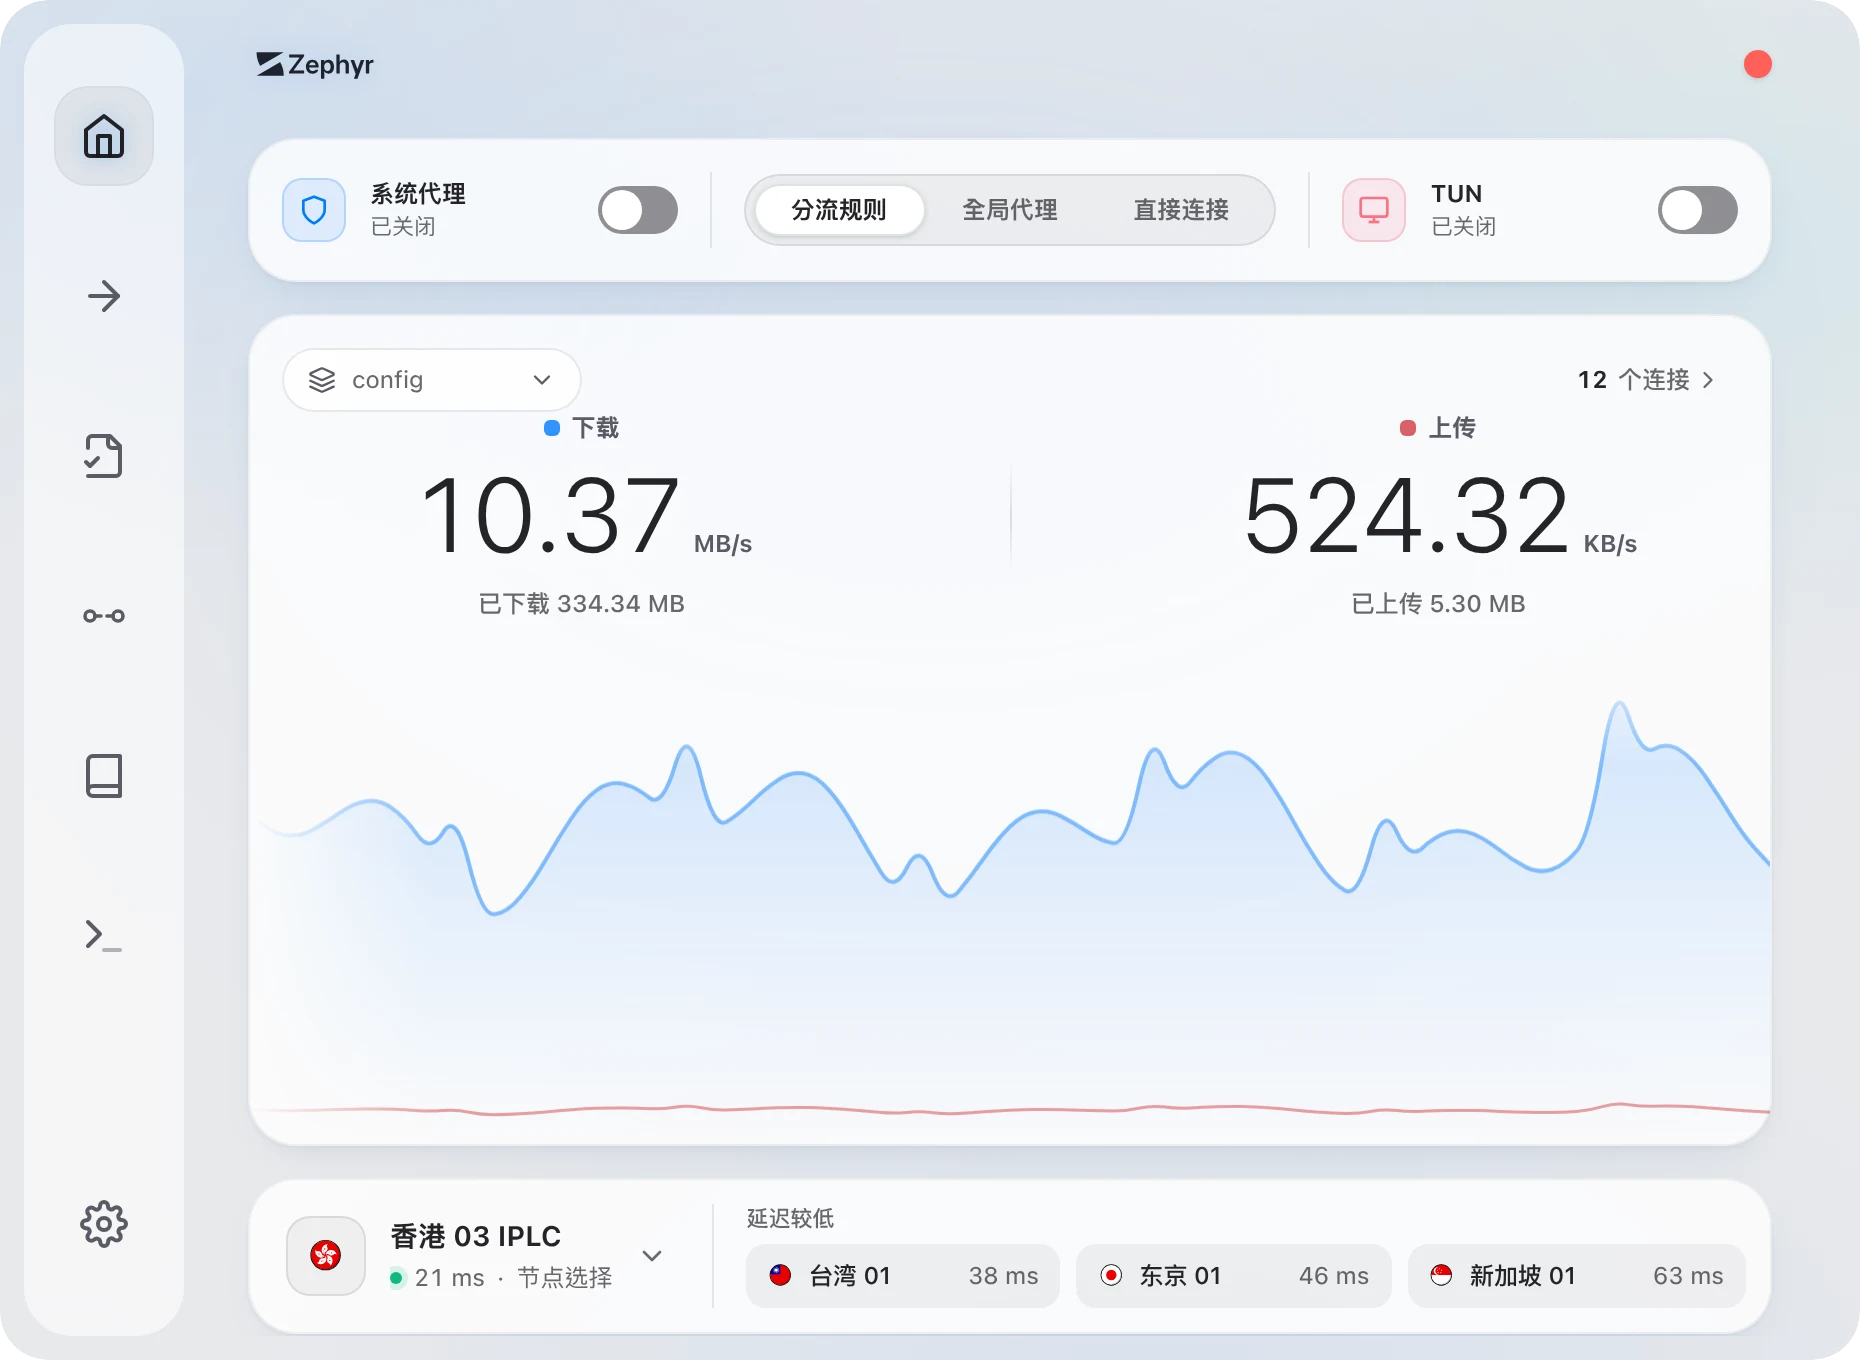 Zephyr
系统代理
已关闭
分流规则
全局代理
直接连接
TUN
已关闭
config
12 个连接
下载
10.37 MB/s
已下载 334.34 MB
上传
524.32 KB/s
已上传 5.30 MB
香港 03 IPLC
21 ms · 节点选择
延迟较低
台湾 01 38 ms
东京 01 46 ms
新加坡 01 63 ms